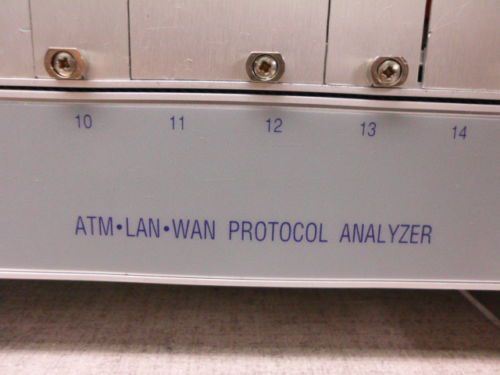 10 11 12 13 14
ATM•LAN•WAN PROTOCOL ANALYZER